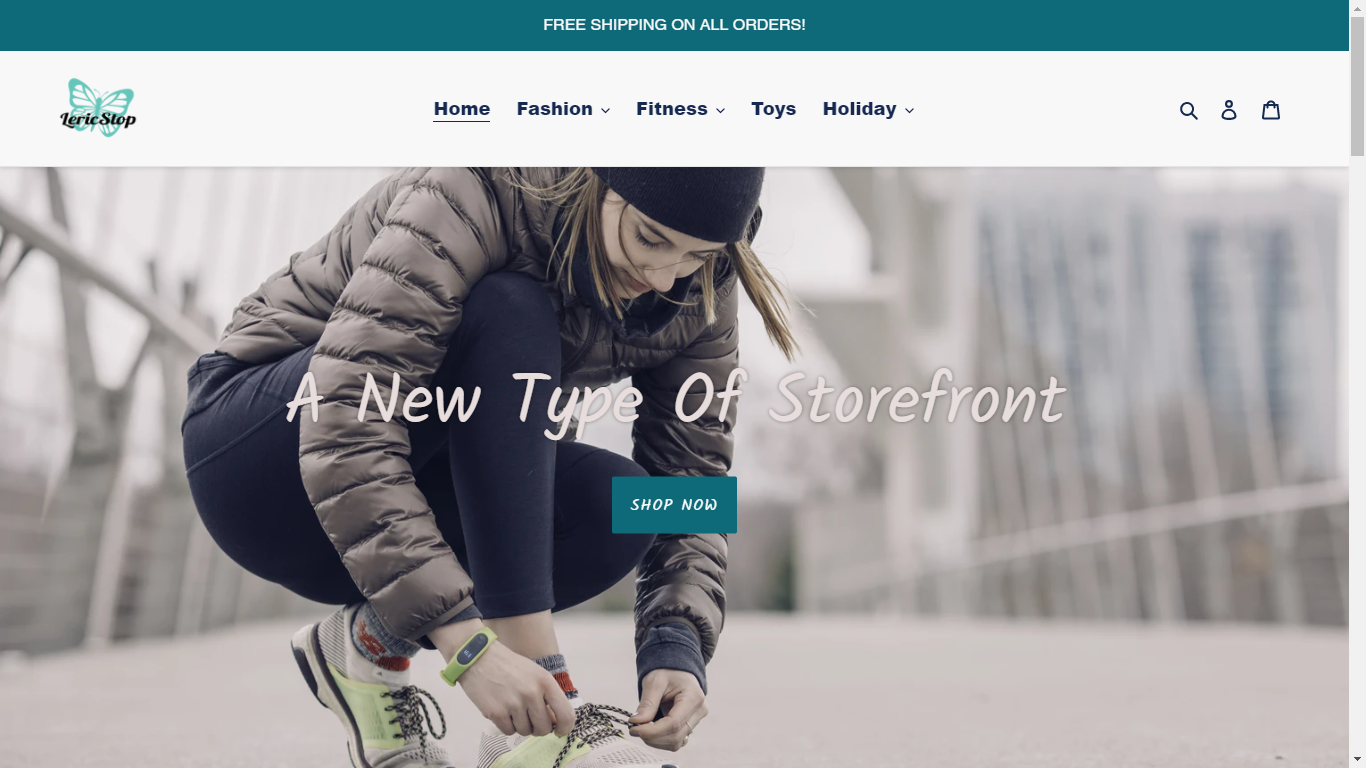 FREE SHIPPING ON ALL ORDERS!
LericStop
Home Fashion Fitness Toys Holiday
A New Type Of Storefront
SHOP NOW